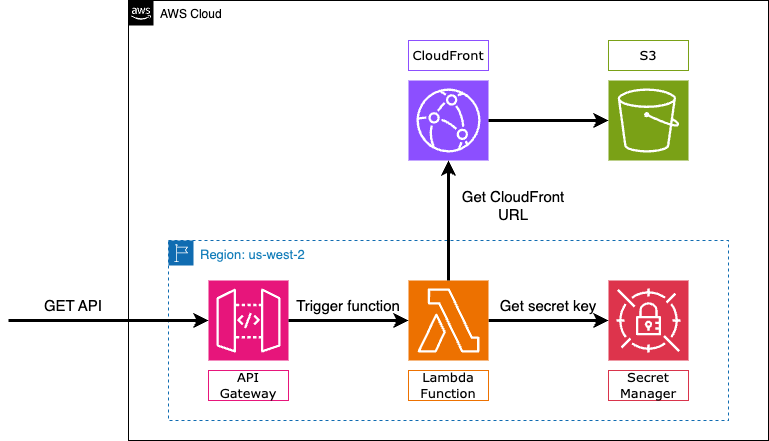 aws
AWS Cloud
CloudFront
S3
Get CloudFront
URL
Region: us-west-2
GET API
Trigger function
Get secret key
API
Gateway
Lambda
Function
Secret
Manager